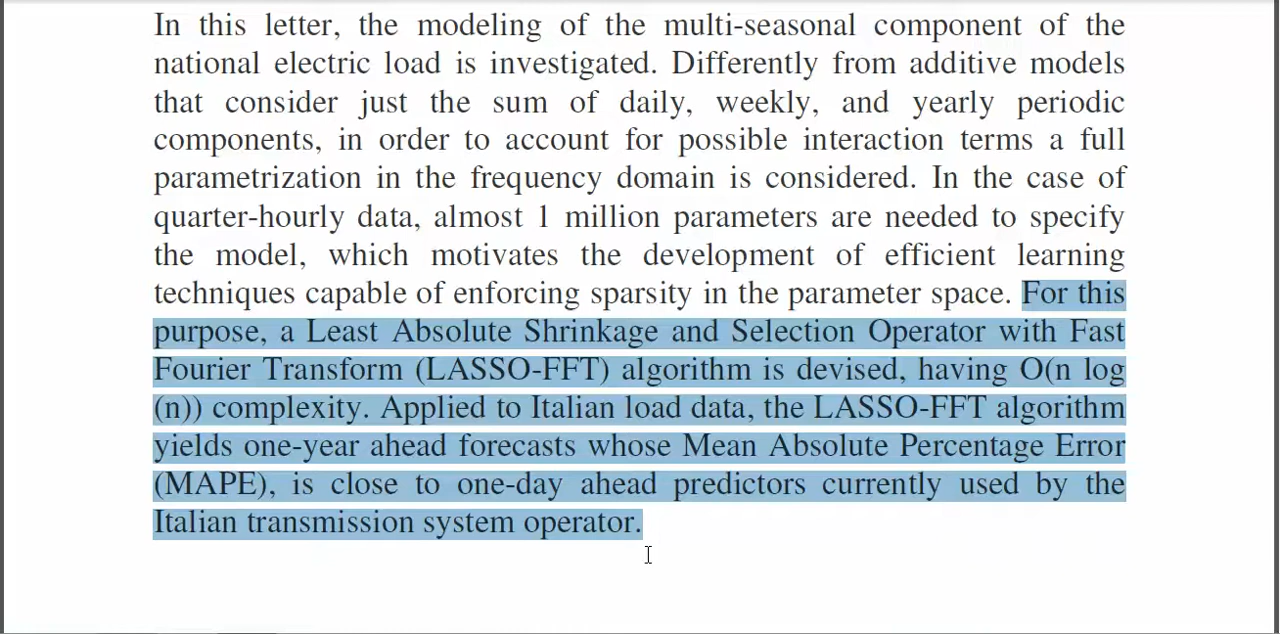 In this letter, the modeling of the multi-seasonal component of the
national electric load is investigated. Differently from additive models
that consider just the sum of daily, weekly, and yearly periodic
components, in order to account for possible interaction terms a full
parametrization in the frequency domain is considered. In the case of
quarter-hourly data, almost 1 million parameters are needed to specify
the model, which motivates the development of efficient learning
techniques capable of enforcing sparsity in the parameter space. For this
purpose, a Least Absolute Shrinkage and Selection Operator with Fast
Fourier Transform (LASSO-FFT) algorithm is devised, having O(n log
(n)) complexity. Applied to Italian load data, the LASSO-FFT algorithm
yields one-year ahead forecasts whose Mean Absolute Percentage Error
(MAPE), is close to one-day ahead predictors currently used by the
Italian transmission system operator.